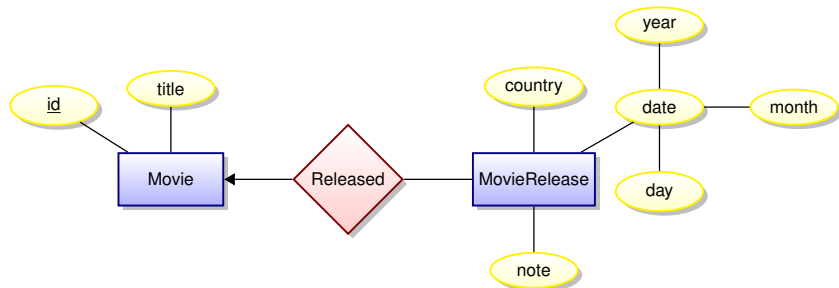 year
title
country
id
date
month
Movie
Released
MovieRelease
day
note